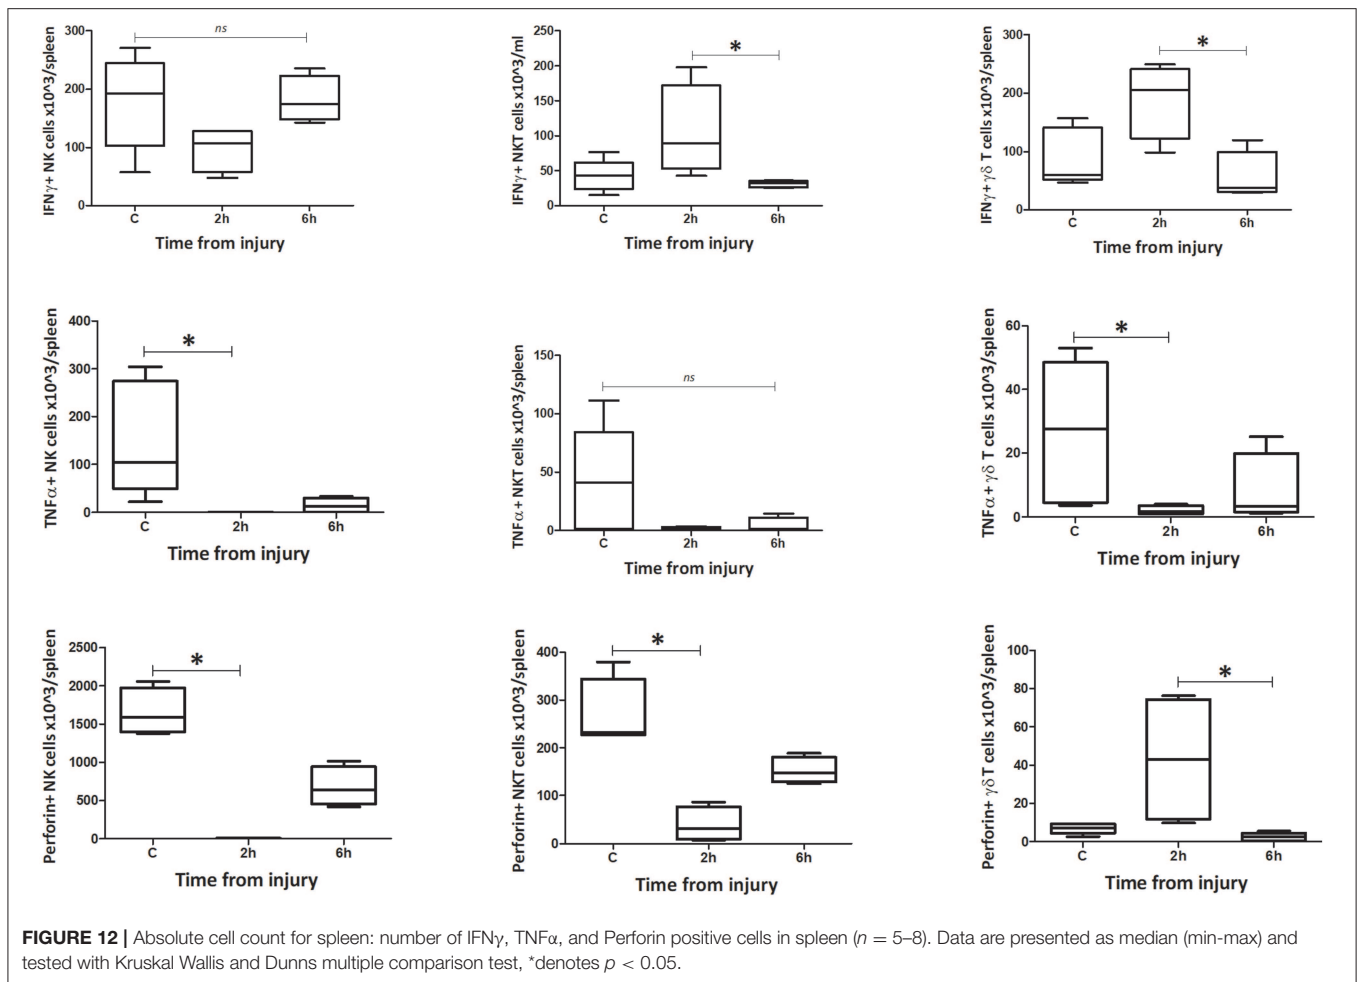 300
ns
200
100
0
IFNγ+ NK cells x10^3/spleen
C 2h 6h
Time from injury
250
200
150
100
50
0
*
IFNγ+ NKT cells x10^3/ml
C 2h 6h
Time from injury
300
200
100
0
*
IFNγ+ γδ T cells x10^3/spleen
C 2h 6h
Time from injury
400
300
200
100
0
*
TNFα+ NK cells x10^3/spleen
C 2h 6h
Time from injury
150
100
50
0
ns
TNFα+ NKT cells x10^3/spleen
C 2h 6h
Time from injury
60
40
20
0
*
TNFα+ γδ T cells x10^3/spleen
C 2h 6h
Time from injury
2500
2000
1500
1000
500
0
*
Perforin+ NK cells x10^3/spleen
C 2h 6h
Time from injury
400
300
200
100
0
*
Perforin+ NKT cells x10^3/spleen
C 2h 6h
Time from injury
100
80
60
40
20
0
*
Perforin+ γδ T cells x10^3/spleen
C 2h 6h
Time from injury
FIGURE 12 | Absolute cell count for spleen: number of IFNγ, TNFα, and Perforin positive cells in spleen (n = 5–8). Data are presented as median (min-max) and
tested with Kruskal Wallis and Dunns multiple comparison test, *denotes p < 0.05.